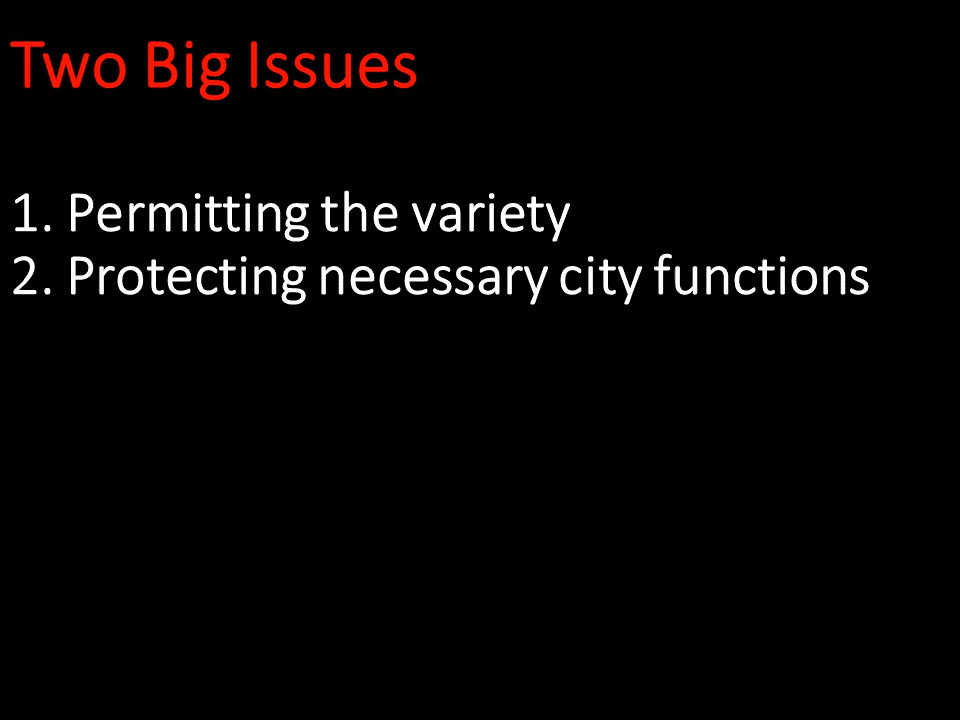 Two Big Issues
1. Permitting the variety
2. Protecting necessary city functions